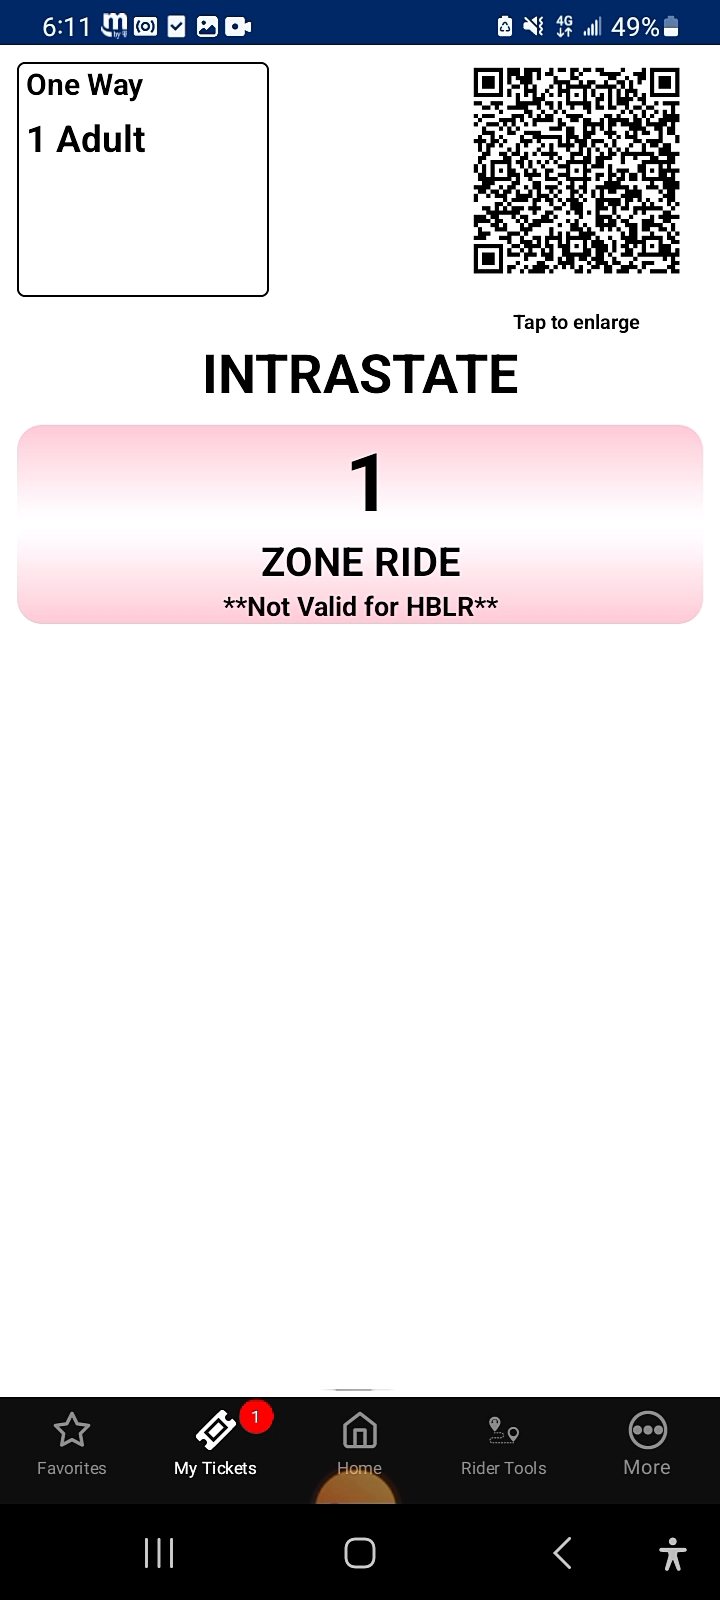 6:11
4G
49%
One Way
1 Adult
Tap to enlarge
INTRASTATE
1
ZONE RIDE
**Not Valid for HBLR**
1
Favorites
My Tickets
Home
Rider Tools
More